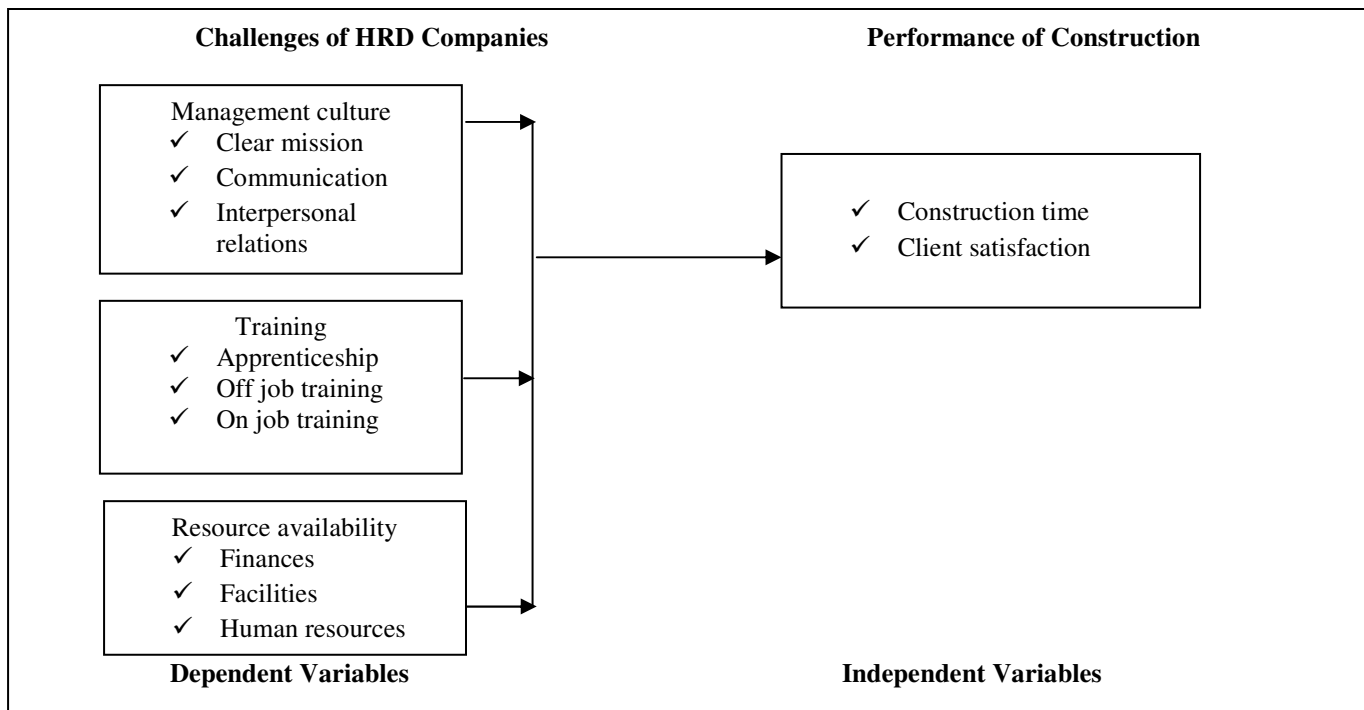 Challenges of HRD Companies
Performance of Construction
Management culture
✓ Clear mission
✓ Communication
✓ Interpersonal
relations
✓ Construction time
✓ Client satisfaction
Training
✓ Apprenticeship
✓ Off job training
✓ On job training
Resource availability
✓ Finances
✓ Facilities
✓ Human resources
Dependent Variables
Independent Variables